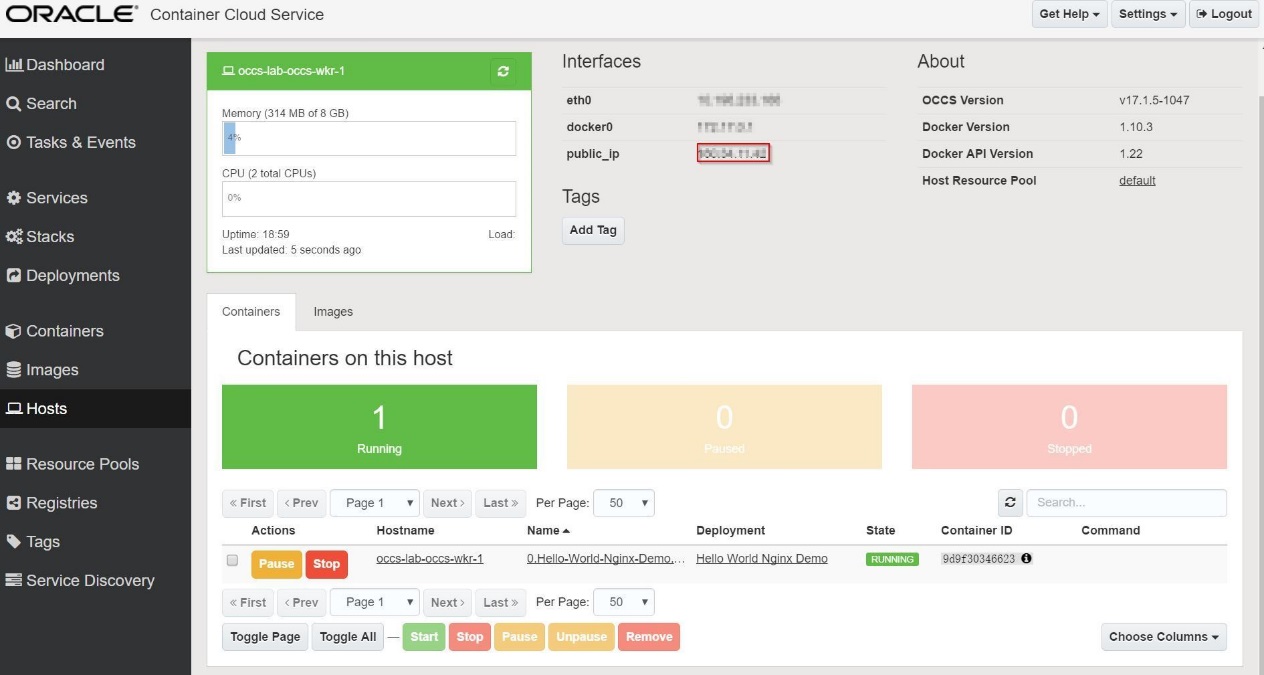 ORACLE® Container Cloud Service
Get Help
Settings
Logout
Dashboard
Search
Tasks & Events
Services
Stacks
Deployments
Containers
Images
Hosts
Resource Pools
Registries
Tags
Service Discovery
occs-lab-occs-wkr-1
Memory (314 MB of 8 GB)
4%
CPU (2 total CPUs)
0%
Uptime: 18:59 Load:
Last updated: 5 seconds ago
Interfaces
eth0
docker0
public_ip
Tags
Add Tag
About
OCCS Version v17.1.5-1047
Docker Version 1.10.3
Docker API Version 1.22
Host Resource Pool default
Containers Images
Containers on this host
1
Running
0
Paused
0
Stopped
« First ‹ Prev Page 1 Next › Last » Per Page: 50 Search...
Actions Hostname Name Deployment State Container ID Command
Pause Stop occs-lab-occs-wkr-1 0.Hello-World-Nginx-Demo.... Hello World Nginx Demo RUNNING 9d9f30346623
« First ‹ Prev Page 1 Next › Last » Per Page: 50
Toggle Page Toggle All — Start Stop Pause Unpause Remove Choose Columns